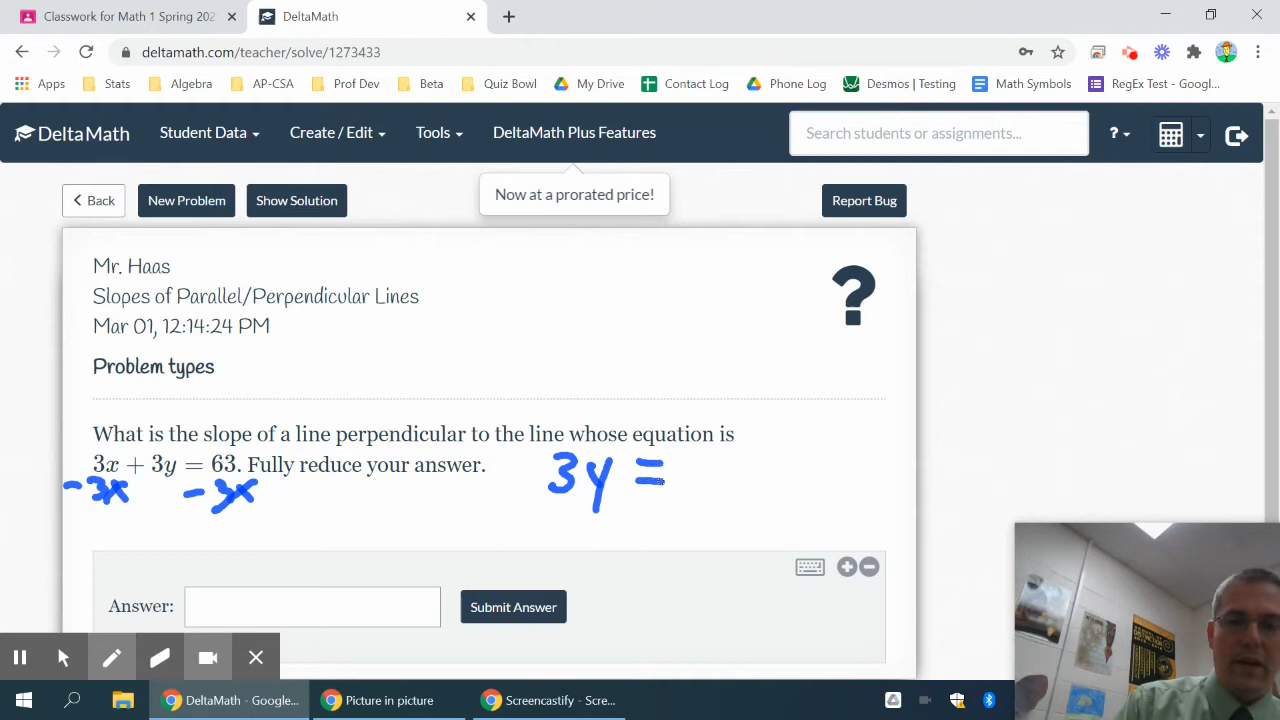 Classwork for Math 1 Spring 202
DeltaMath
deltamath.com/teacher/solve/1273433
Apps Stats Algebra AP-CSA Prof Dev Beta Quiz Bowl My Drive Contact Log Phone Log Desmos | Testing Math Symbols RegEx Test - Googl...
DeltaMath Student Data Create / Edit Tools DeltaMath Plus Features Search students or assignments... ?
Now at a prorated price!
Back New Problem Show Solution Report Bug
Mr. Haas
Slopes of Parallel/Perpendicular Lines
Mar 01, 12:14:24 PM
?
Problem types
What is the slope of a line perpendicular to the line whose equation is
3x + 3y = 63. Fully reduce your answer.
3y =
-3x -3x
Answer: Submit Answer
DeltaMath - Google... Picture in picture Screencastify - Scre...